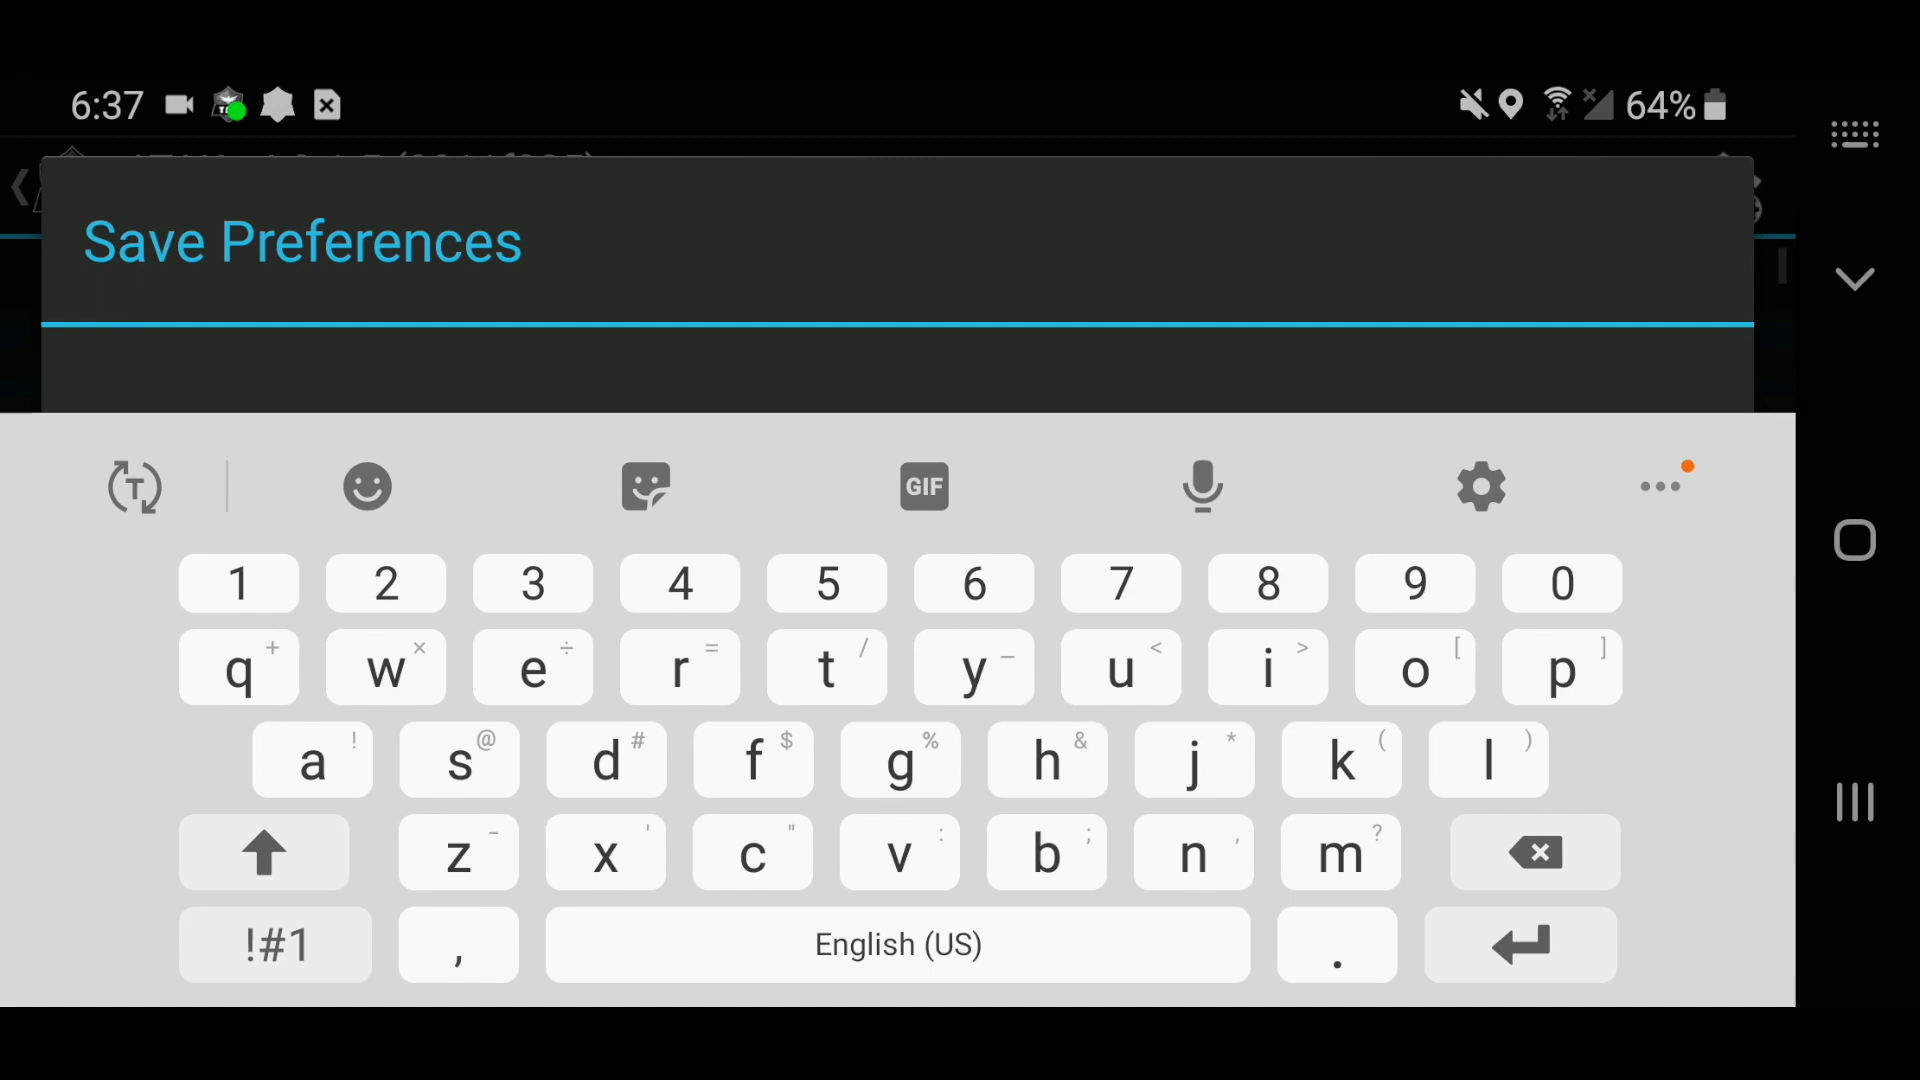 6:37 64%
Save Preferences
GIF
1 2 3 4 5 6 7 8 9 0
q + w × e ÷ r = t / y _ u < i > o [ p ]
a ! s @ d # f $ g % h & j * k ( l )
z - x ' c " v : b ; n , m ?
!#1 , English (US) .